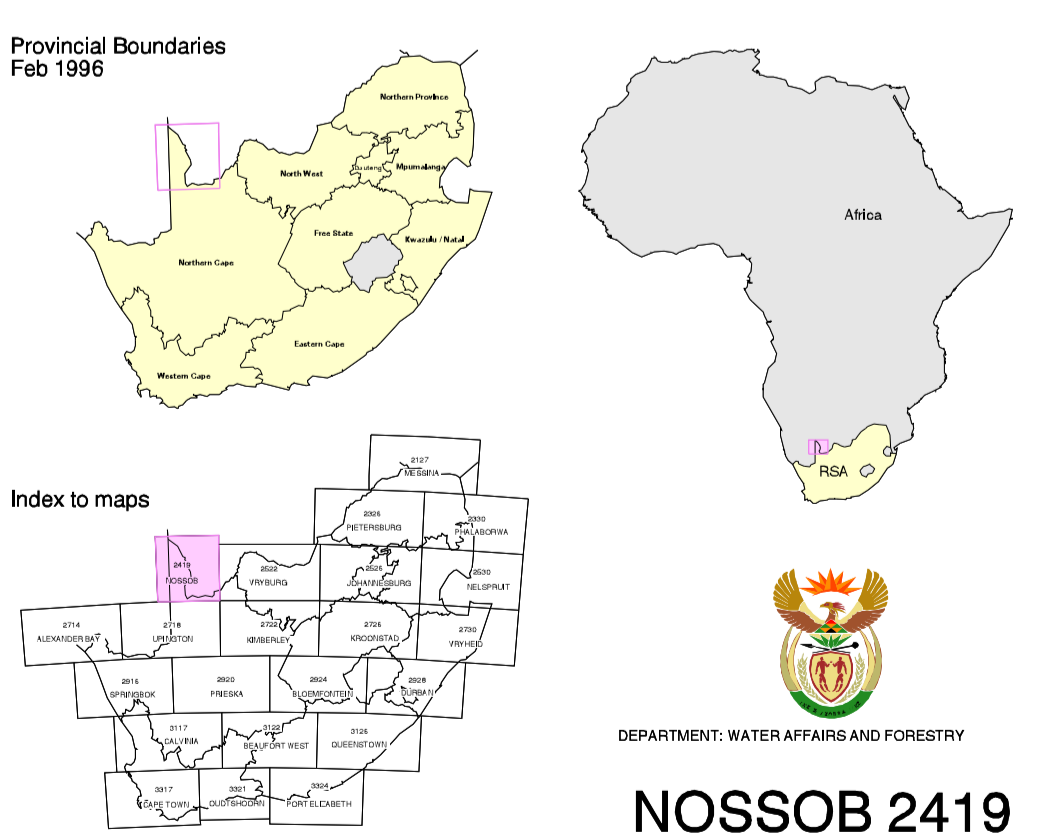 Provincial Boundaries
Feb 1996
Northern Province
North West
Gauteng
Mpumalanga
Free State
Kwazulu / Natal
Northern Cape
Eastern Cape
Western Cape
Africa
RSA
Index to maps
2127
MESSINA
2326
PIETERSBURG
2330
PHALABORWA
2419
NOSSOB
2522
VRYBURG
2526
JOHANNESBURG
2530
NELSPRUIT
2714
ALEXANDER BAY
2718
UPINGTON
2722
KIMBERLEY
2726
KROONSTAD
2730
VRYHEID
2916
SPRINGBOK
2920
PRIESKA
2924
BLOEMFONTEIN
2928
DURBAN
3117
CALVINIA
3122
BEAUFORT WEST
3126
QUEENSTOWN
3317
CAPE TOWN
3321
OUDTSHOORN
3324
PORT ELIZABETH
DEPARTMENT: WATER AFFAIRS AND FORESTRY
NOSSOB 2419